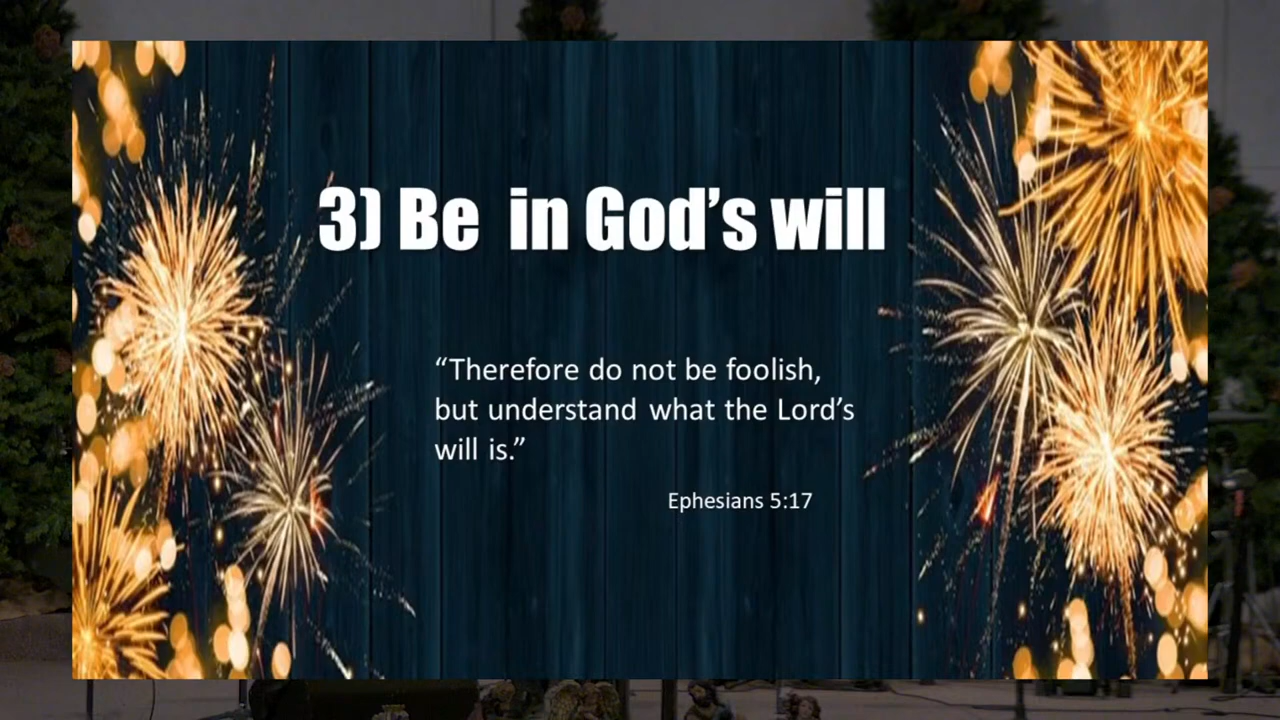 3) Be  in God’s will
“Therefore do not be foolish,
but understand what the Lord’s
will is.”
Ephesians 5:17